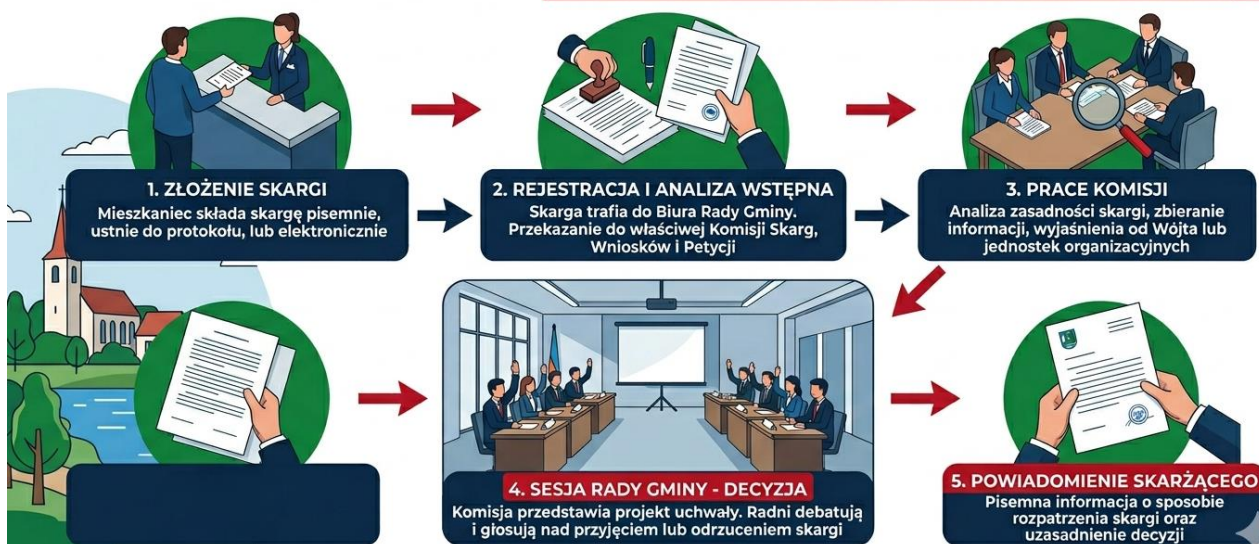 1. ZŁOŻENIE SKARGI
Mieszkaniec składa skargę pisemnie,
ustnie do protokołu, lub elektronicznie
2. REJESTRACJA I ANALIZA WSTĘPNA
Skarga trafia do Biura Rady Gminy.
Przekazanie do właściwej Komisji Skarg,
Wniosków i Petycji
3. PRACE KOMISJI
Analiza zasadności skargi, zbieranie
informacji, wyjaśnienia od Wójta lub
jednostek organizacyjnych
4. SESJA RADY GMINY - DECYZJA
Komisja przedstawia projekt uchwały. Radni debatują
i głosują nad przyjęciem lub odrzuceniem skargi
5. POWIADOMIENIE SKARŻĄCEGO
Pisemna informacja o sposobie
rozpatrzenia skargi oraz
uzasadnienie decyzji